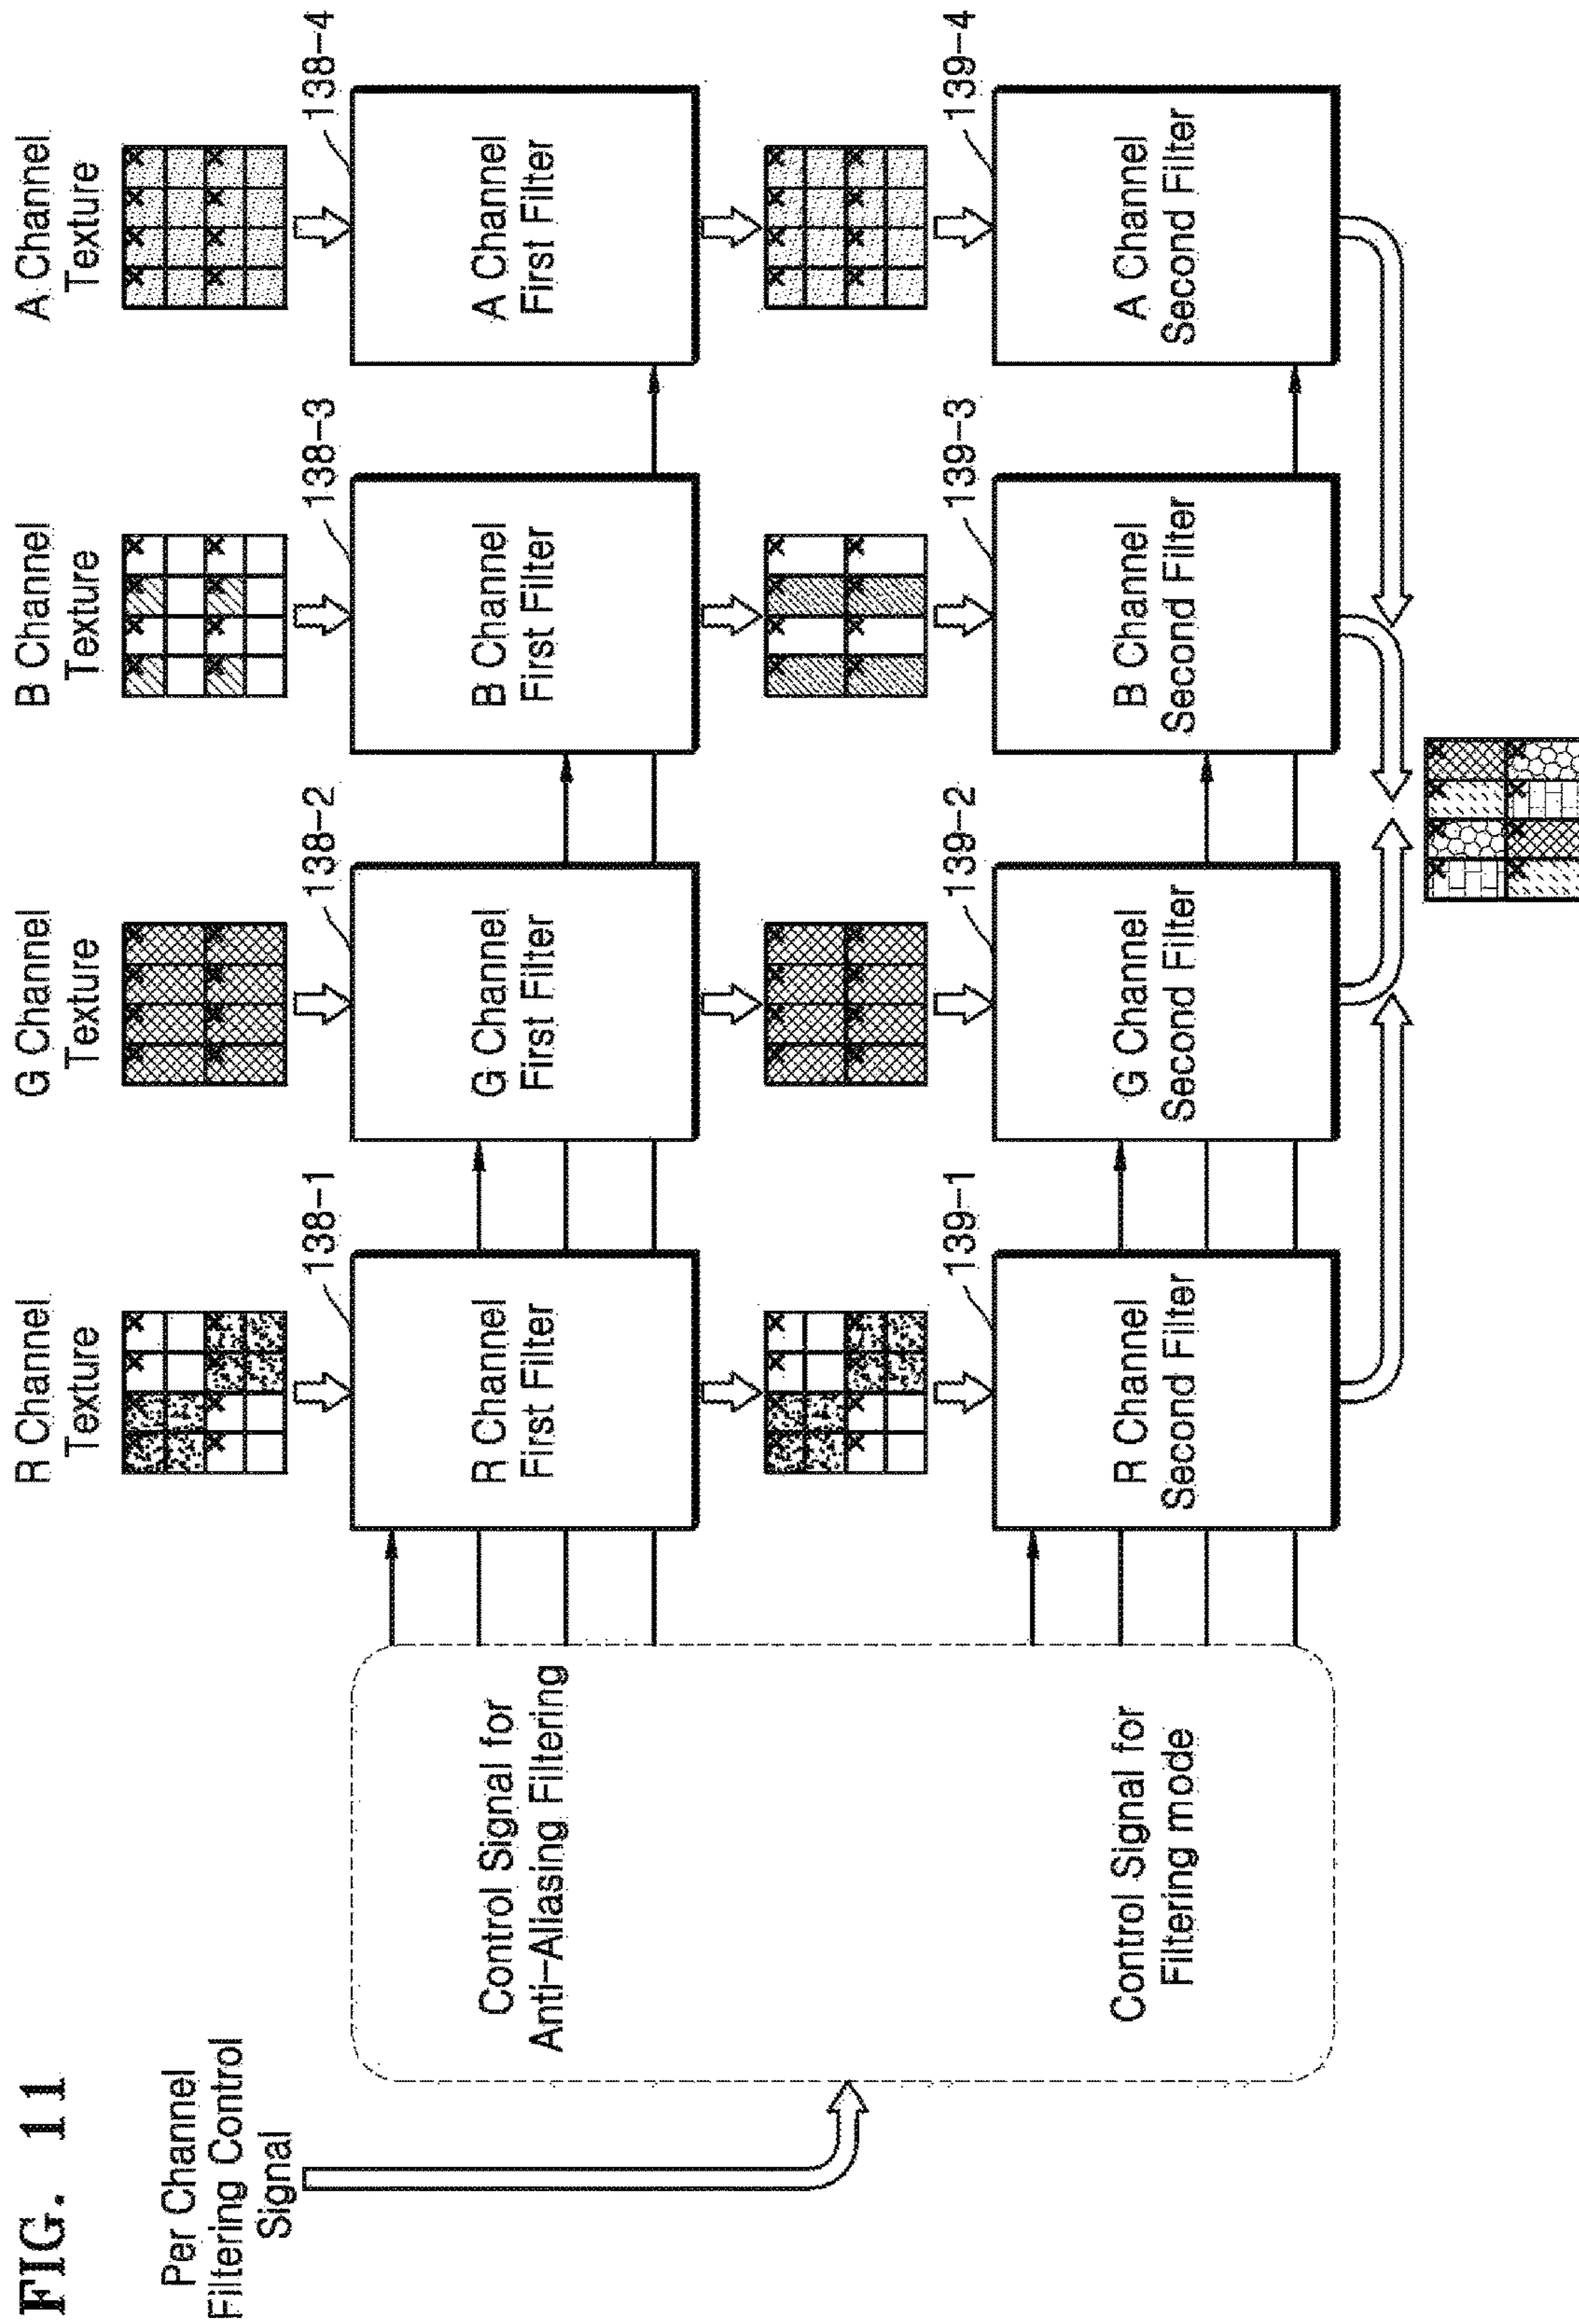 FIG. 11
Per Channel
Filtering Control
Signal
R Channel
Texture
G Channel
Texture
B Channel
Texture
A Channel
Texture
Control Signal for
Anti-Aliasing Filtering
138-1
R Channel
First Filter
138-2
G Channel
First Filter
138-3
B Channel
First Filter
138-4
A Channel
First Filter
Control Signal for
Filtering mode
139-1
R Channel
Second Filter
139-2
G Channel
Second Filter
139-3
B Channel
Second Filter
139-4
A Channel
Second Filter